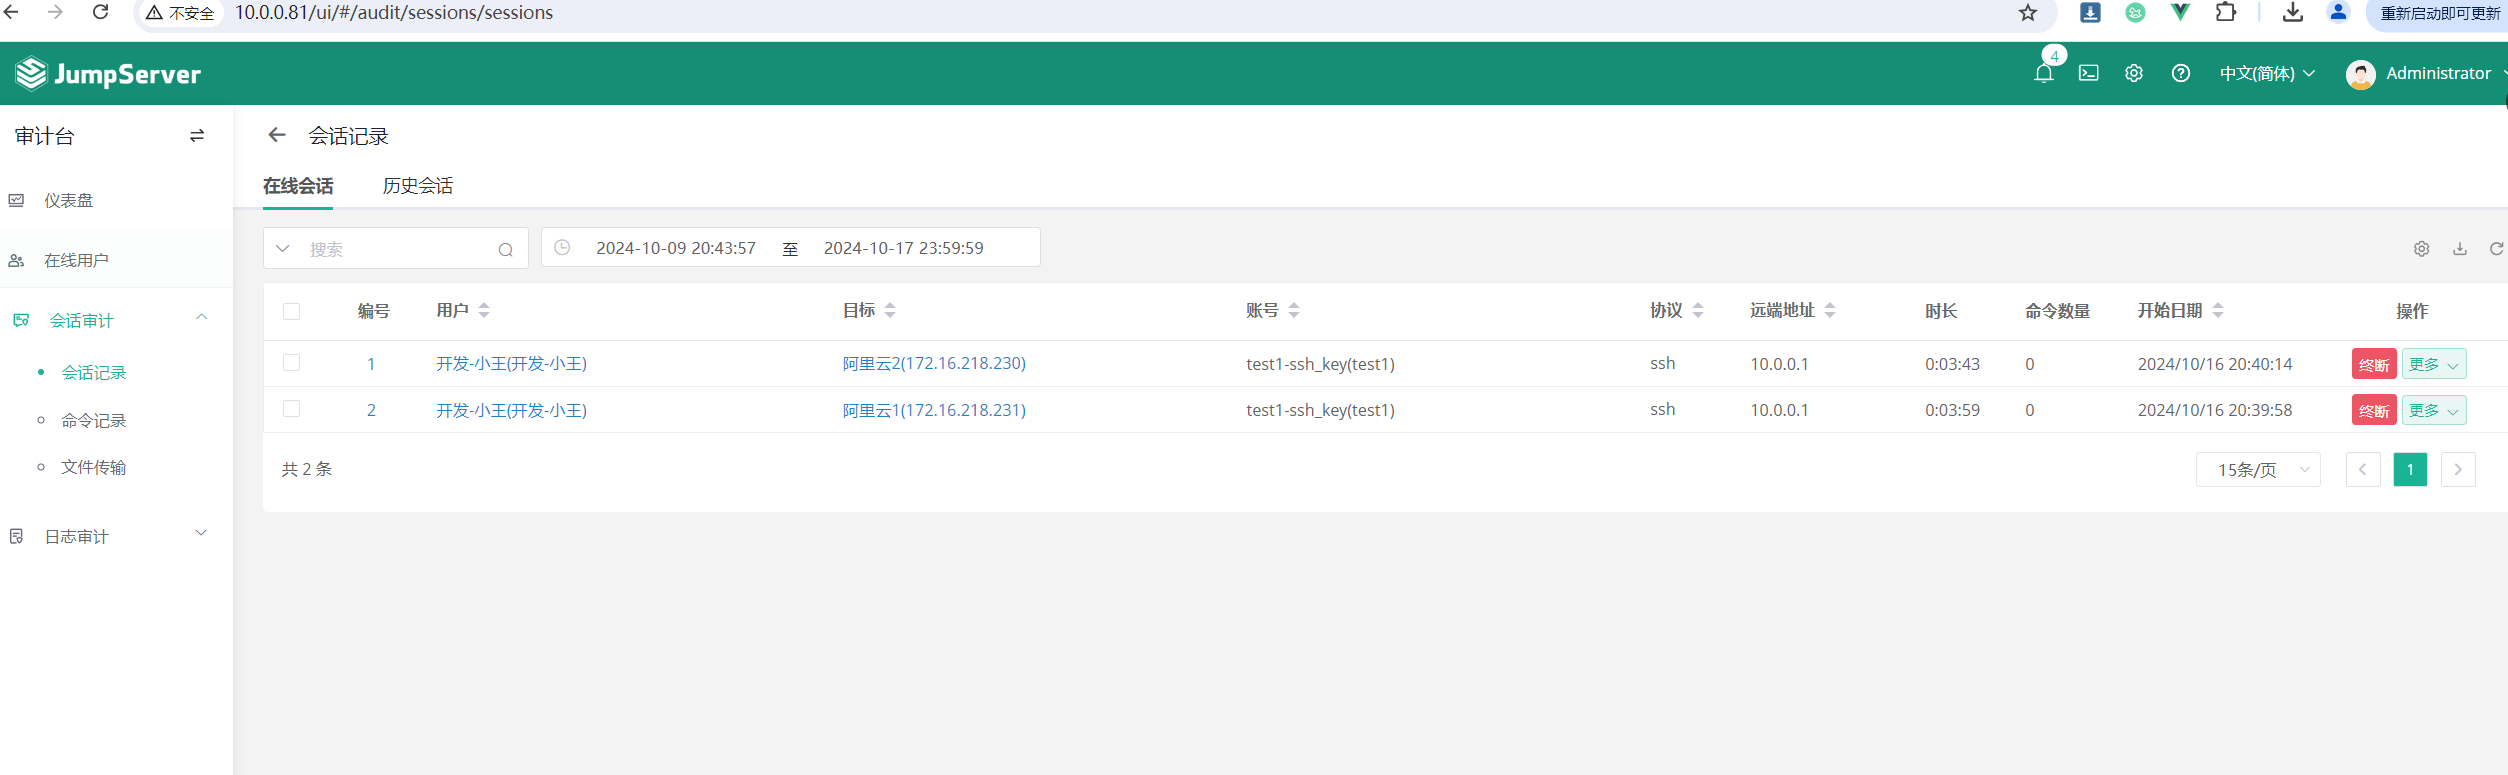 不安全 10.0.0.81/ui/#/audit/sessions/sessions 重新启动即可更新
JumpServer 4 中文(简体) Administrator
审计台
仪表盘
在线用户
会话审计
会话记录
命令记录
文件传输
日志审计
会话记录
在线会话 历史会话
搜索 2024-10-09 20:43:57 至 2024-10-17 23:59:59
编号 用户 目标 账号 协议 远端地址 时长 命令数量 开始日期 操作
1 开发-小王(开发-小王) 阿里云2(172.16.218.230) test1-ssh_key(test1) ssh 10.0.0.1 0:03:43 0 2024/10/16 20:40:14 终断 更多
2 开发-小王(开发-小王) 阿里云1(172.16.218.231) test1-ssh_key(test1) ssh 10.0.0.1 0:03:59 0 2024/10/16 20:39:58 终断 更多
共 2 条 15条/页 1